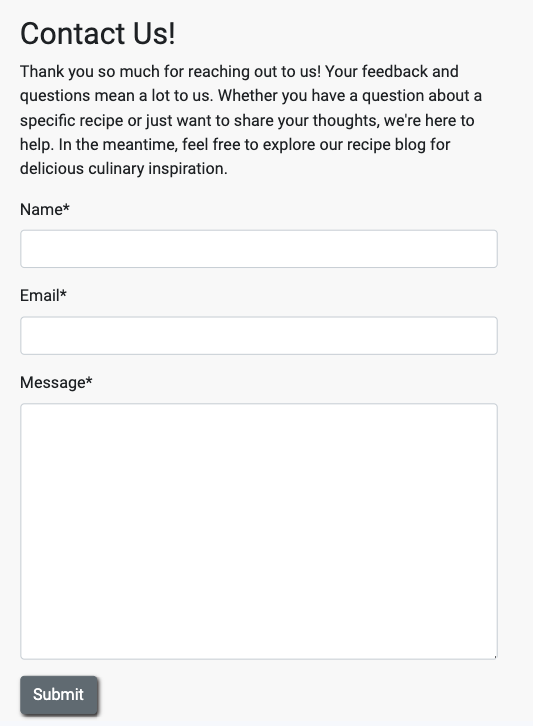 Contact Us!
Thank you so much for reaching out to us! Your feedback and
questions mean a lot to us. Whether you have a question about a
specific recipe or just want to share your thoughts, we're here to
help. In the meantime, feel free to explore our recipe blog for
delicious culinary inspiration.
Name*
Email*
Message*
Submit